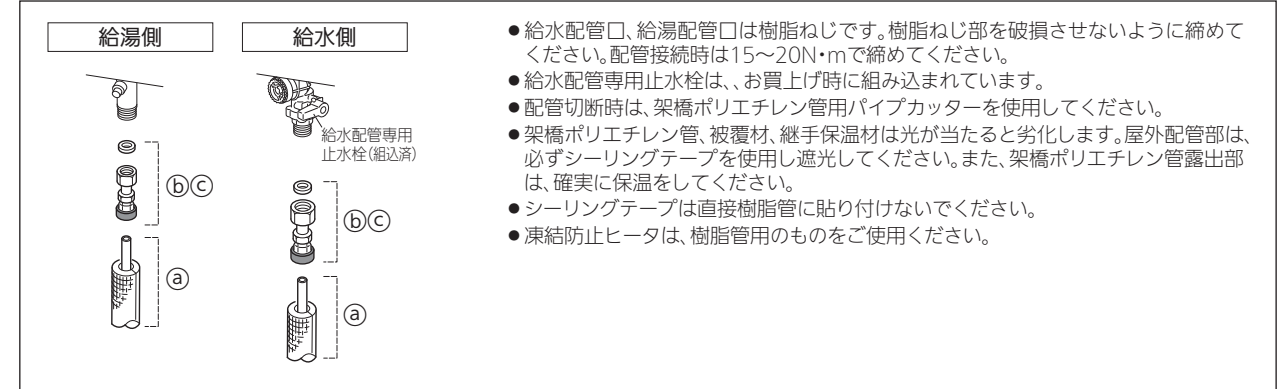 給湯側
給水側
給水配管専用
止水栓(組込済)
ⓑⓒ
ⓑⓒ
ⓐ
ⓐ
●給水配管口、給湯配管口は樹脂ねじです。樹脂ねじ部を破損させないように締めて
ください。配管接続時は15〜20N・mで締めてください。
●給水配管専用止水栓は、、お買上げ時に組み込まれています。
●配管切断時は、架橋ポリエチレン管用パイプカッターを使用してください。
●架橋ポリエチレン管、被覆材、継手保温材は光が当たると劣化します。屋外配管部は、
必ずシーリングテープを使用し遮光してください。また、架橋ポリエチレン管露出部
は、確実に保温をしてください。
●シーリングテープは直接樹脂管に貼り付けないでください。
●凍結防止ヒータは、樹脂管用のものをご使用ください。